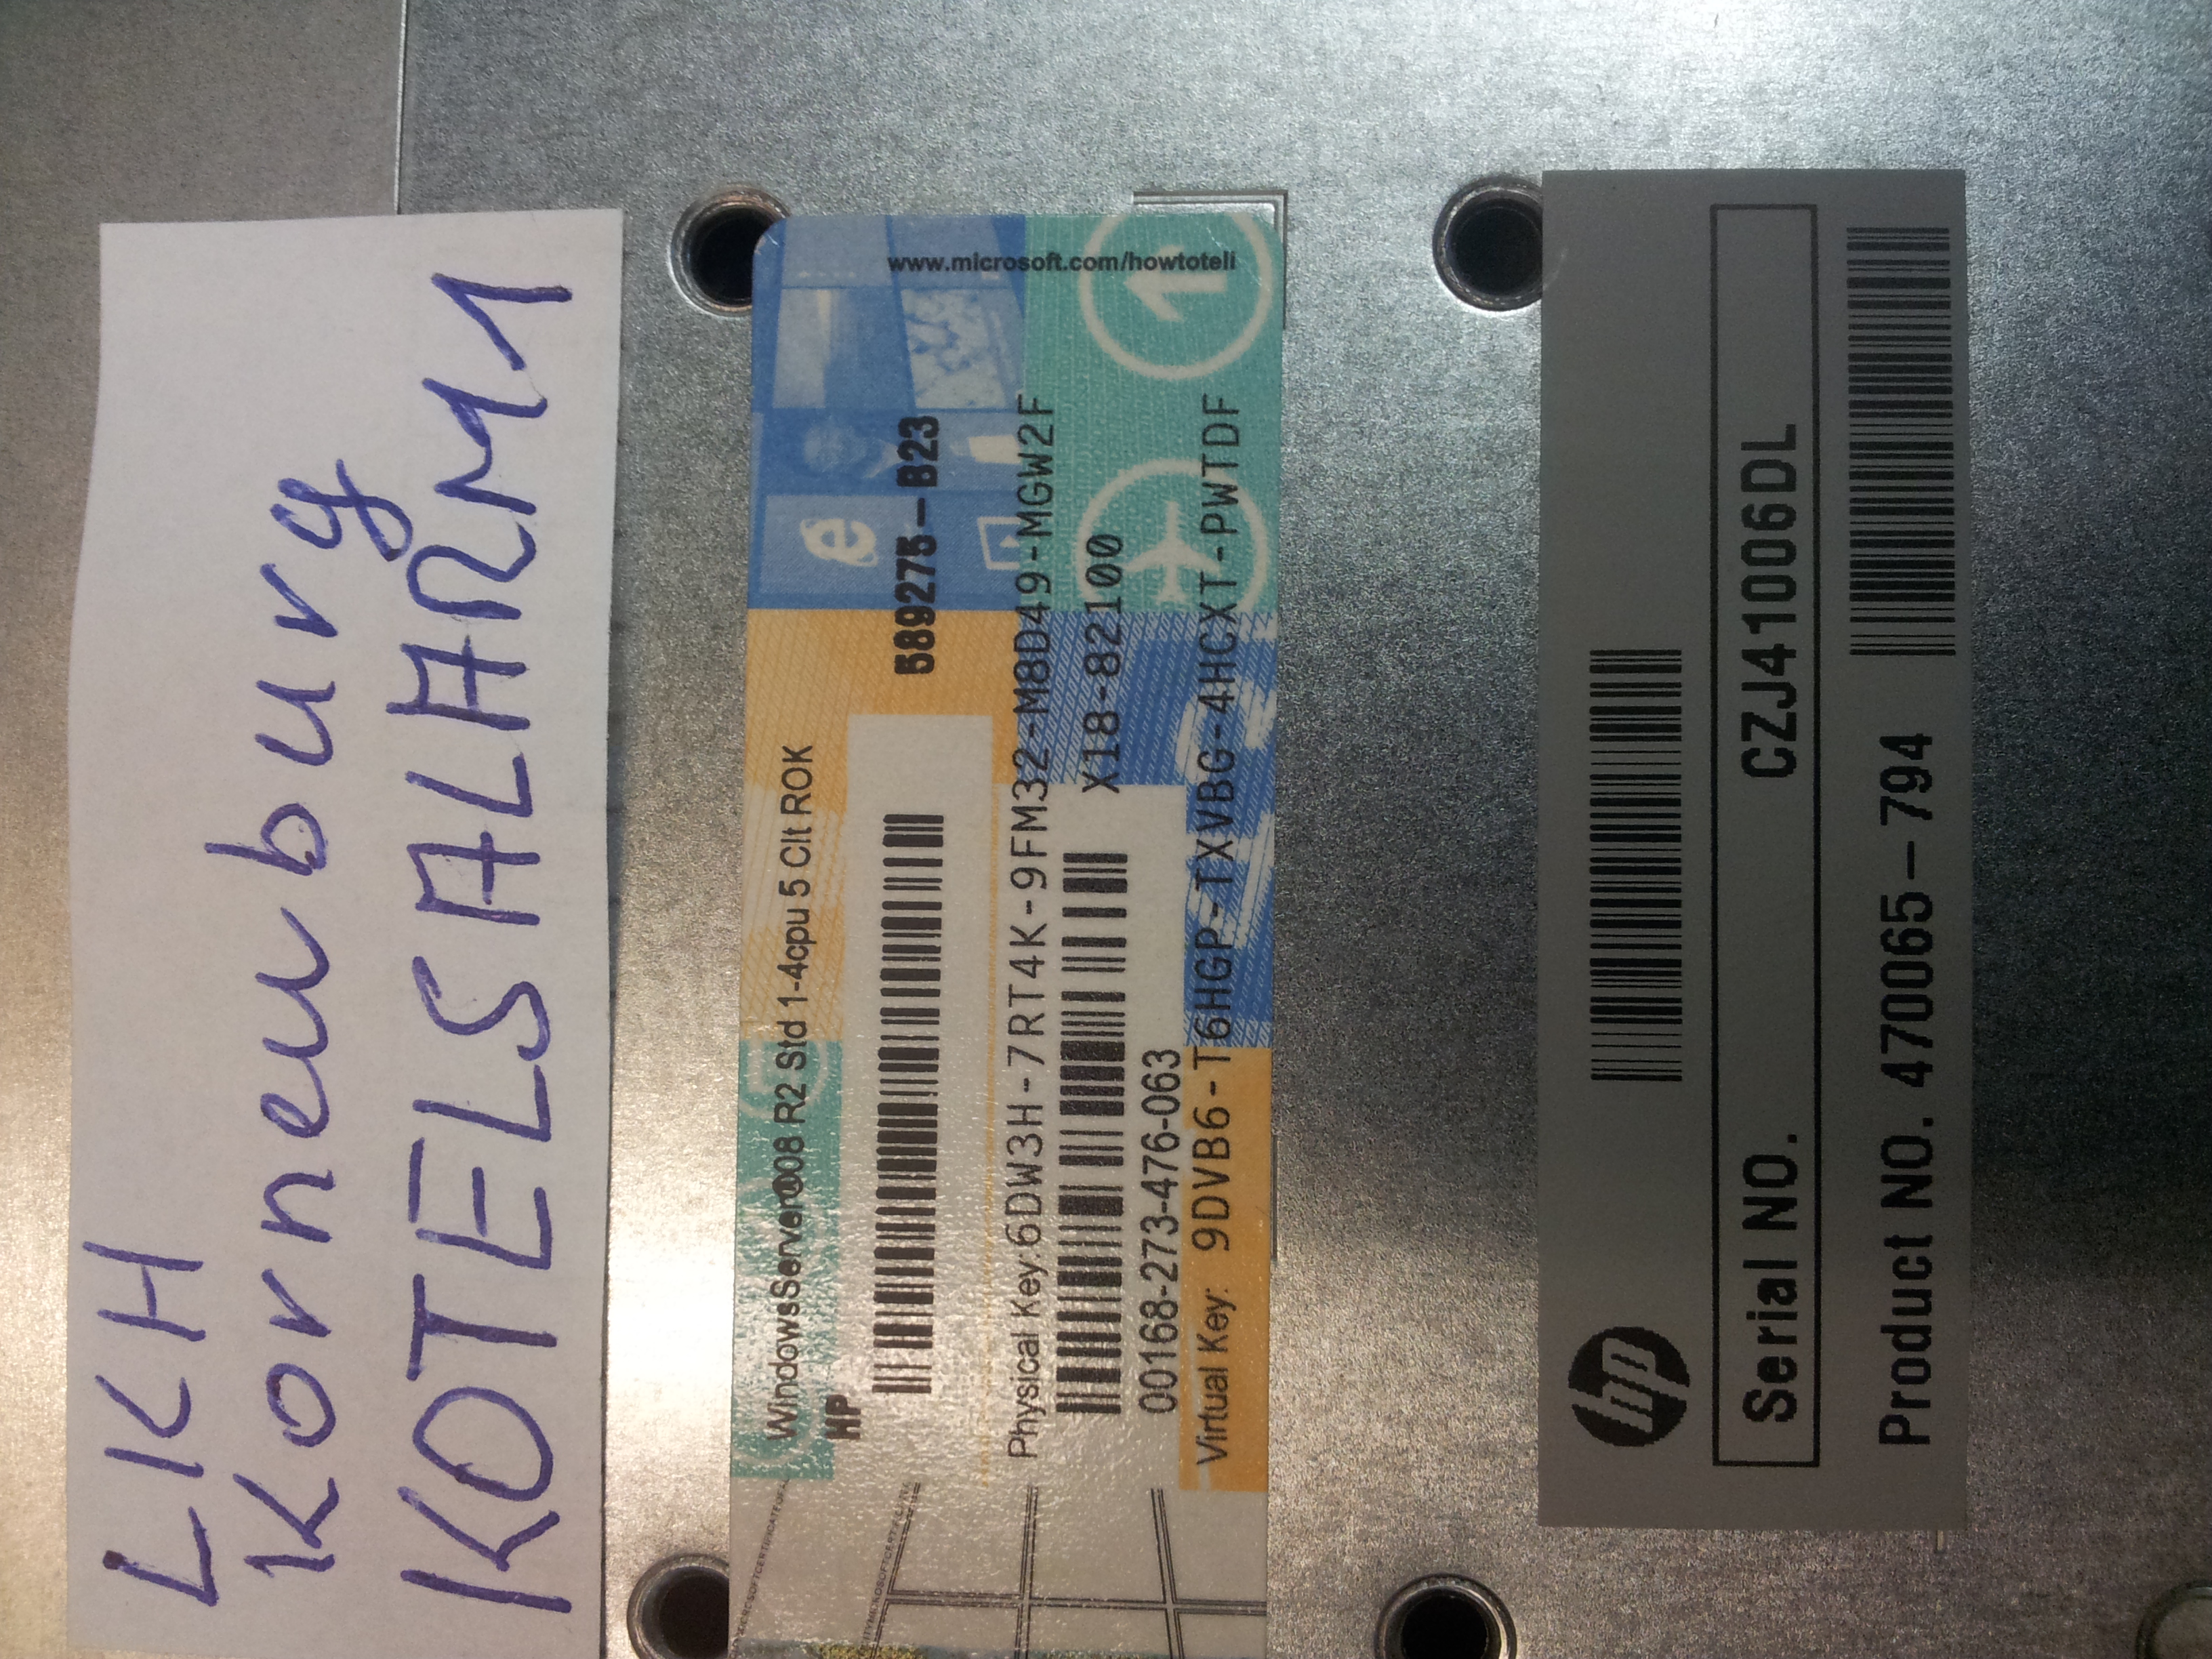 LKH
Korneuburg
KOTELSALARM1
www.microsoft.com/howtotell
WindowsServer®08 R2 Std 1-4cpu 5 Clt ROK
HP
589275-B23
Physical Key:6DW3H-7RT4K-9FM32-M8D49-MGW2F
X18-82100
00168-273-476-063
Virtual Key: 9DVB6-T6HGP-TXVBG-4HCXT-PWTDF
hp
Serial NO. CZJ41006DL
Product NO. 470065-794